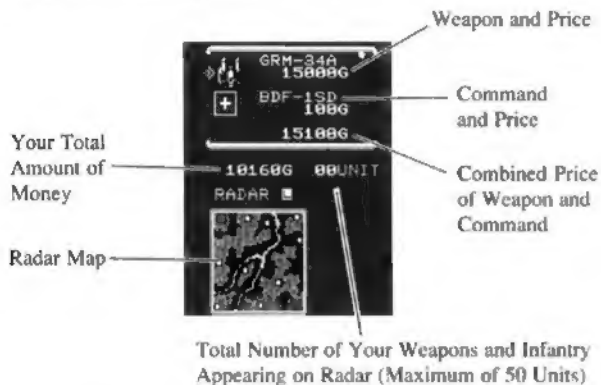 Weapon and Price
GRM-34A
15000G
BDF-1SD
100G
15100G
Command
and Price
Your Total
Amount of
Money
10160G 00UNIT
Combined Price
of Weapon and
Command
RADAR
Radar Map
Total Number of Your Weapons and Infantry
Appearing on Radar (Maximum of 50 Units)